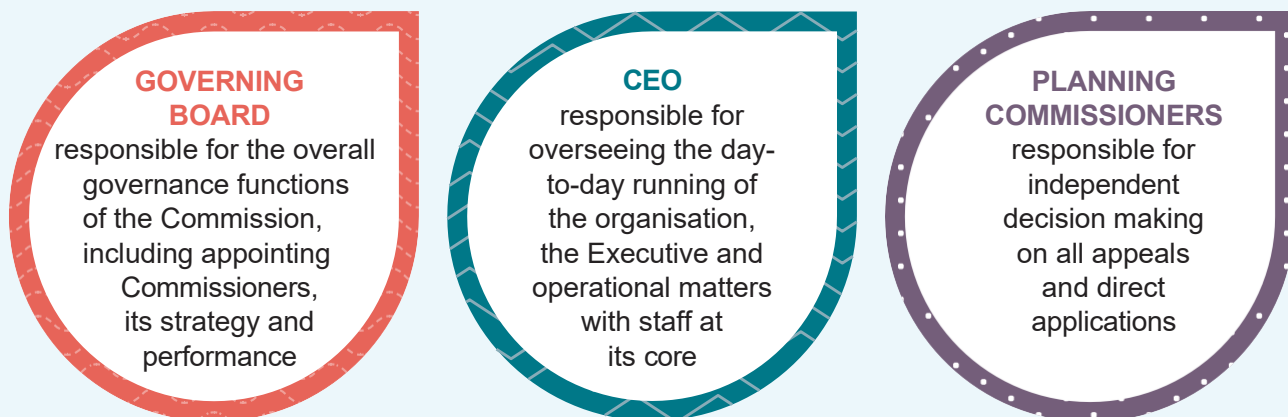 GOVERNING
BOARD
responsible for the overall
governance functions
of the Commission,
including appointing
Commissioners,
its strategy and
performance
CEO
responsible for
overseeing the day-
to-day running of
the organisation,
the Executive and
operational matters
with staff at
its core
PLANNING
COMMISSIONERS
responsible for
independent
decision making
on all appeals
and direct
applications